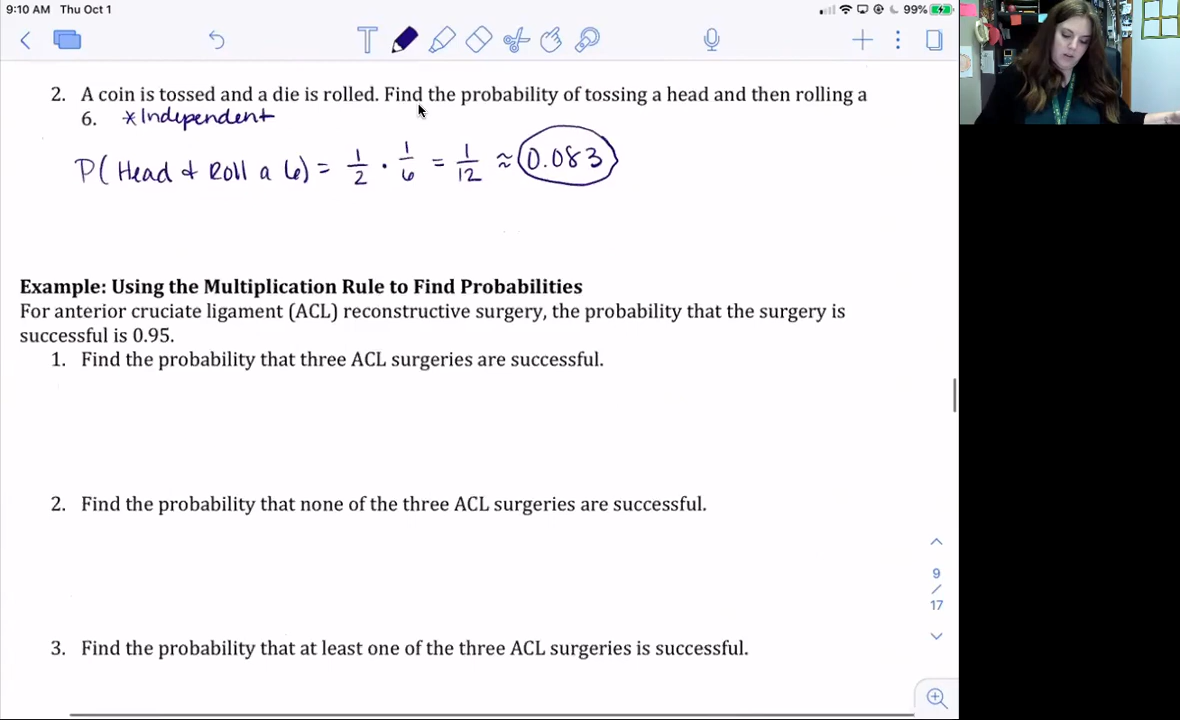 9:10 AM Thu Oct 1
99%
T
2. A coin is tossed and a die is rolled. Find the probability of tossing a head and then rolling a
6. *Independent
P( Head & Roll a 6) = 1/2 · 1/6 = 1/12 ≈ 0.083
Example: Using the Multiplication Rule to Find Probabilities
For anterior cruciate ligament (ACL) reconstructive surgery, the probability that the surgery is
successful is 0.95.
1. Find the probability that three ACL surgeries are successful.
2. Find the probability that none of the three ACL surgeries are successful.
9
/
17
3. Find the probability that at least one of the three ACL surgeries is successful.